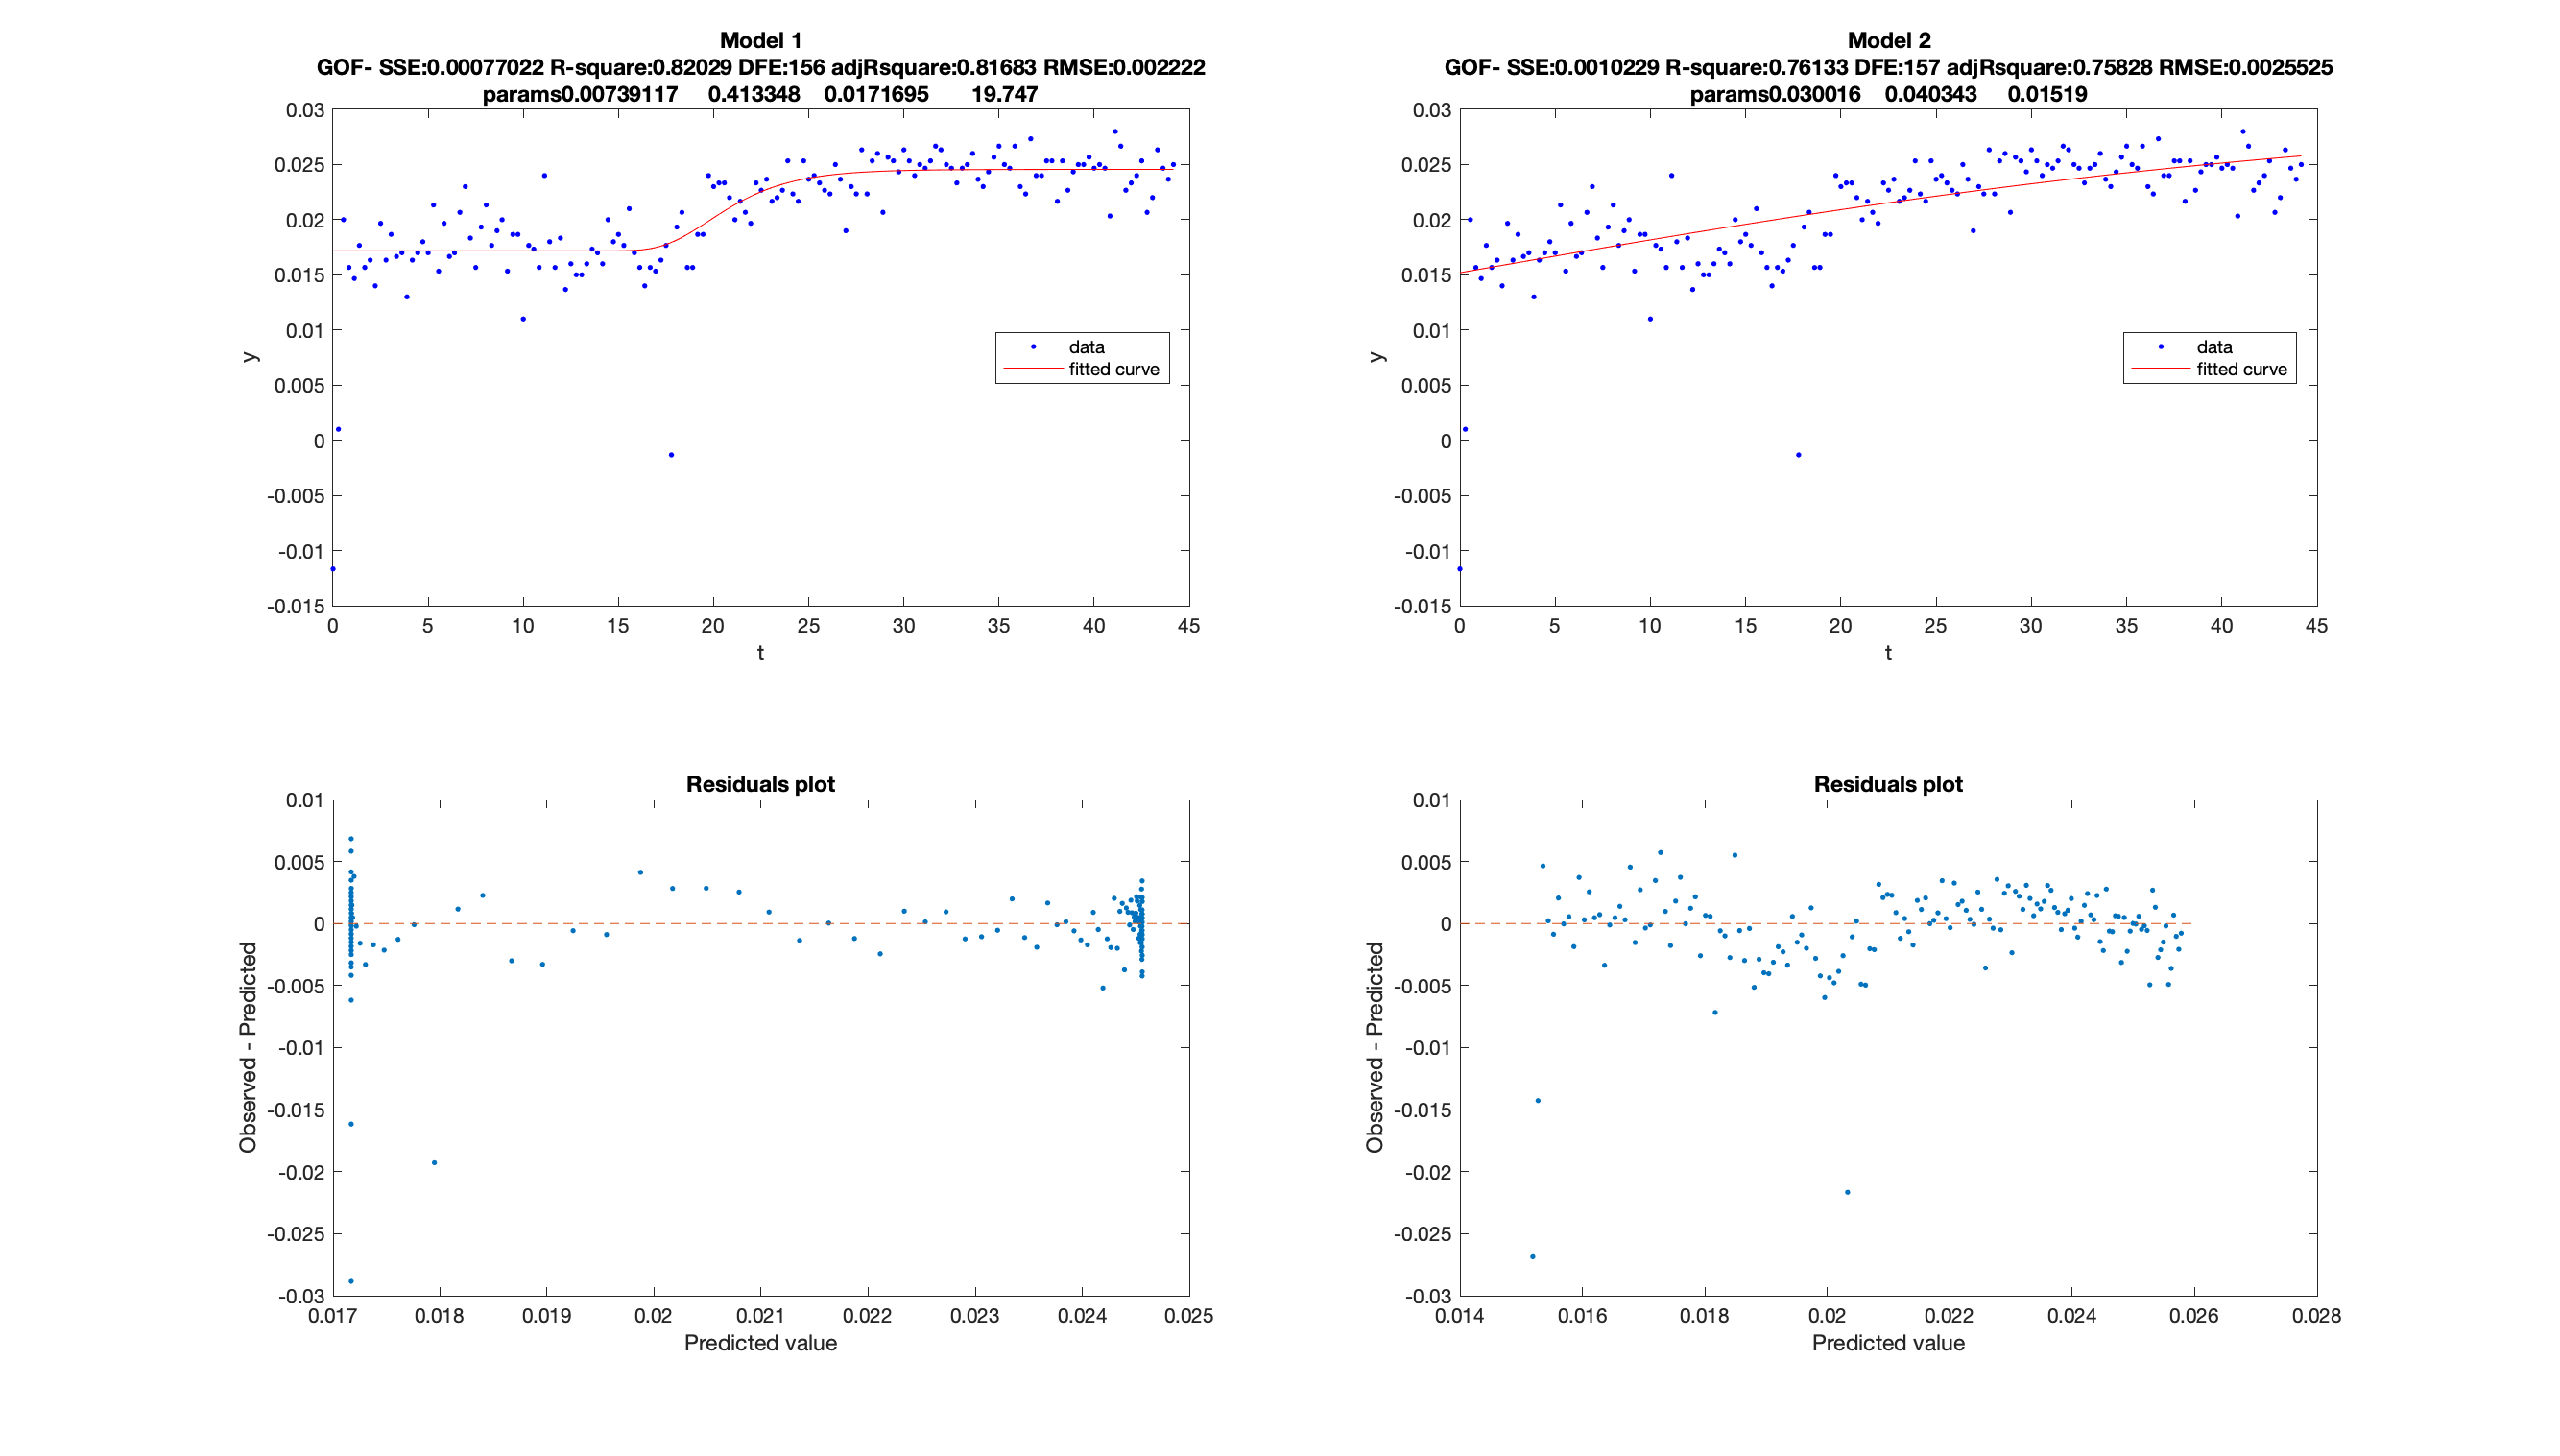 Model 1
GOF- SSE:0.00077022 R-square:0.82029 DFE:156 adjRsquare:0.81683 RMSE:0.002222
params0.00739117 0.413348 0.0171695 19.747
0.03
0.025
0.02
0.015
0.01
0.005
0
-0.005
-0.01
-0.015
y
data
fitted curve
0 5 10 15 20 25 30 35 40 45
t
Model 2
GOF- SSE:0.0010229 R-square:0.76133 DFE:157 adjRsquare:0.75828 RMSE:0.0025525
params0.030016 0.040343 0.01519
0.03
0.025
0.02
0.015
0.01
0.005
0
-0.005
-0.01
-0.015
y
data
fitted curve
0 5 10 15 20 25 30 35 40 45
t
Residuals plot
0.01
0.005
0
-0.005
-0.01
-0.015
-0.02
-0.025
-0.03
Observed - Predicted
0.017 0.018 0.019 0.02 0.021 0.022 0.023 0.024 0.025
Predicted value
Residuals plot
0.01
0.005
0
-0.005
-0.01
-0.015
-0.02
-0.025
-0.03
Observed - Predicted
0.014 0.016 0.018 0.02 0.022 0.024 0.026 0.028
Predicted value